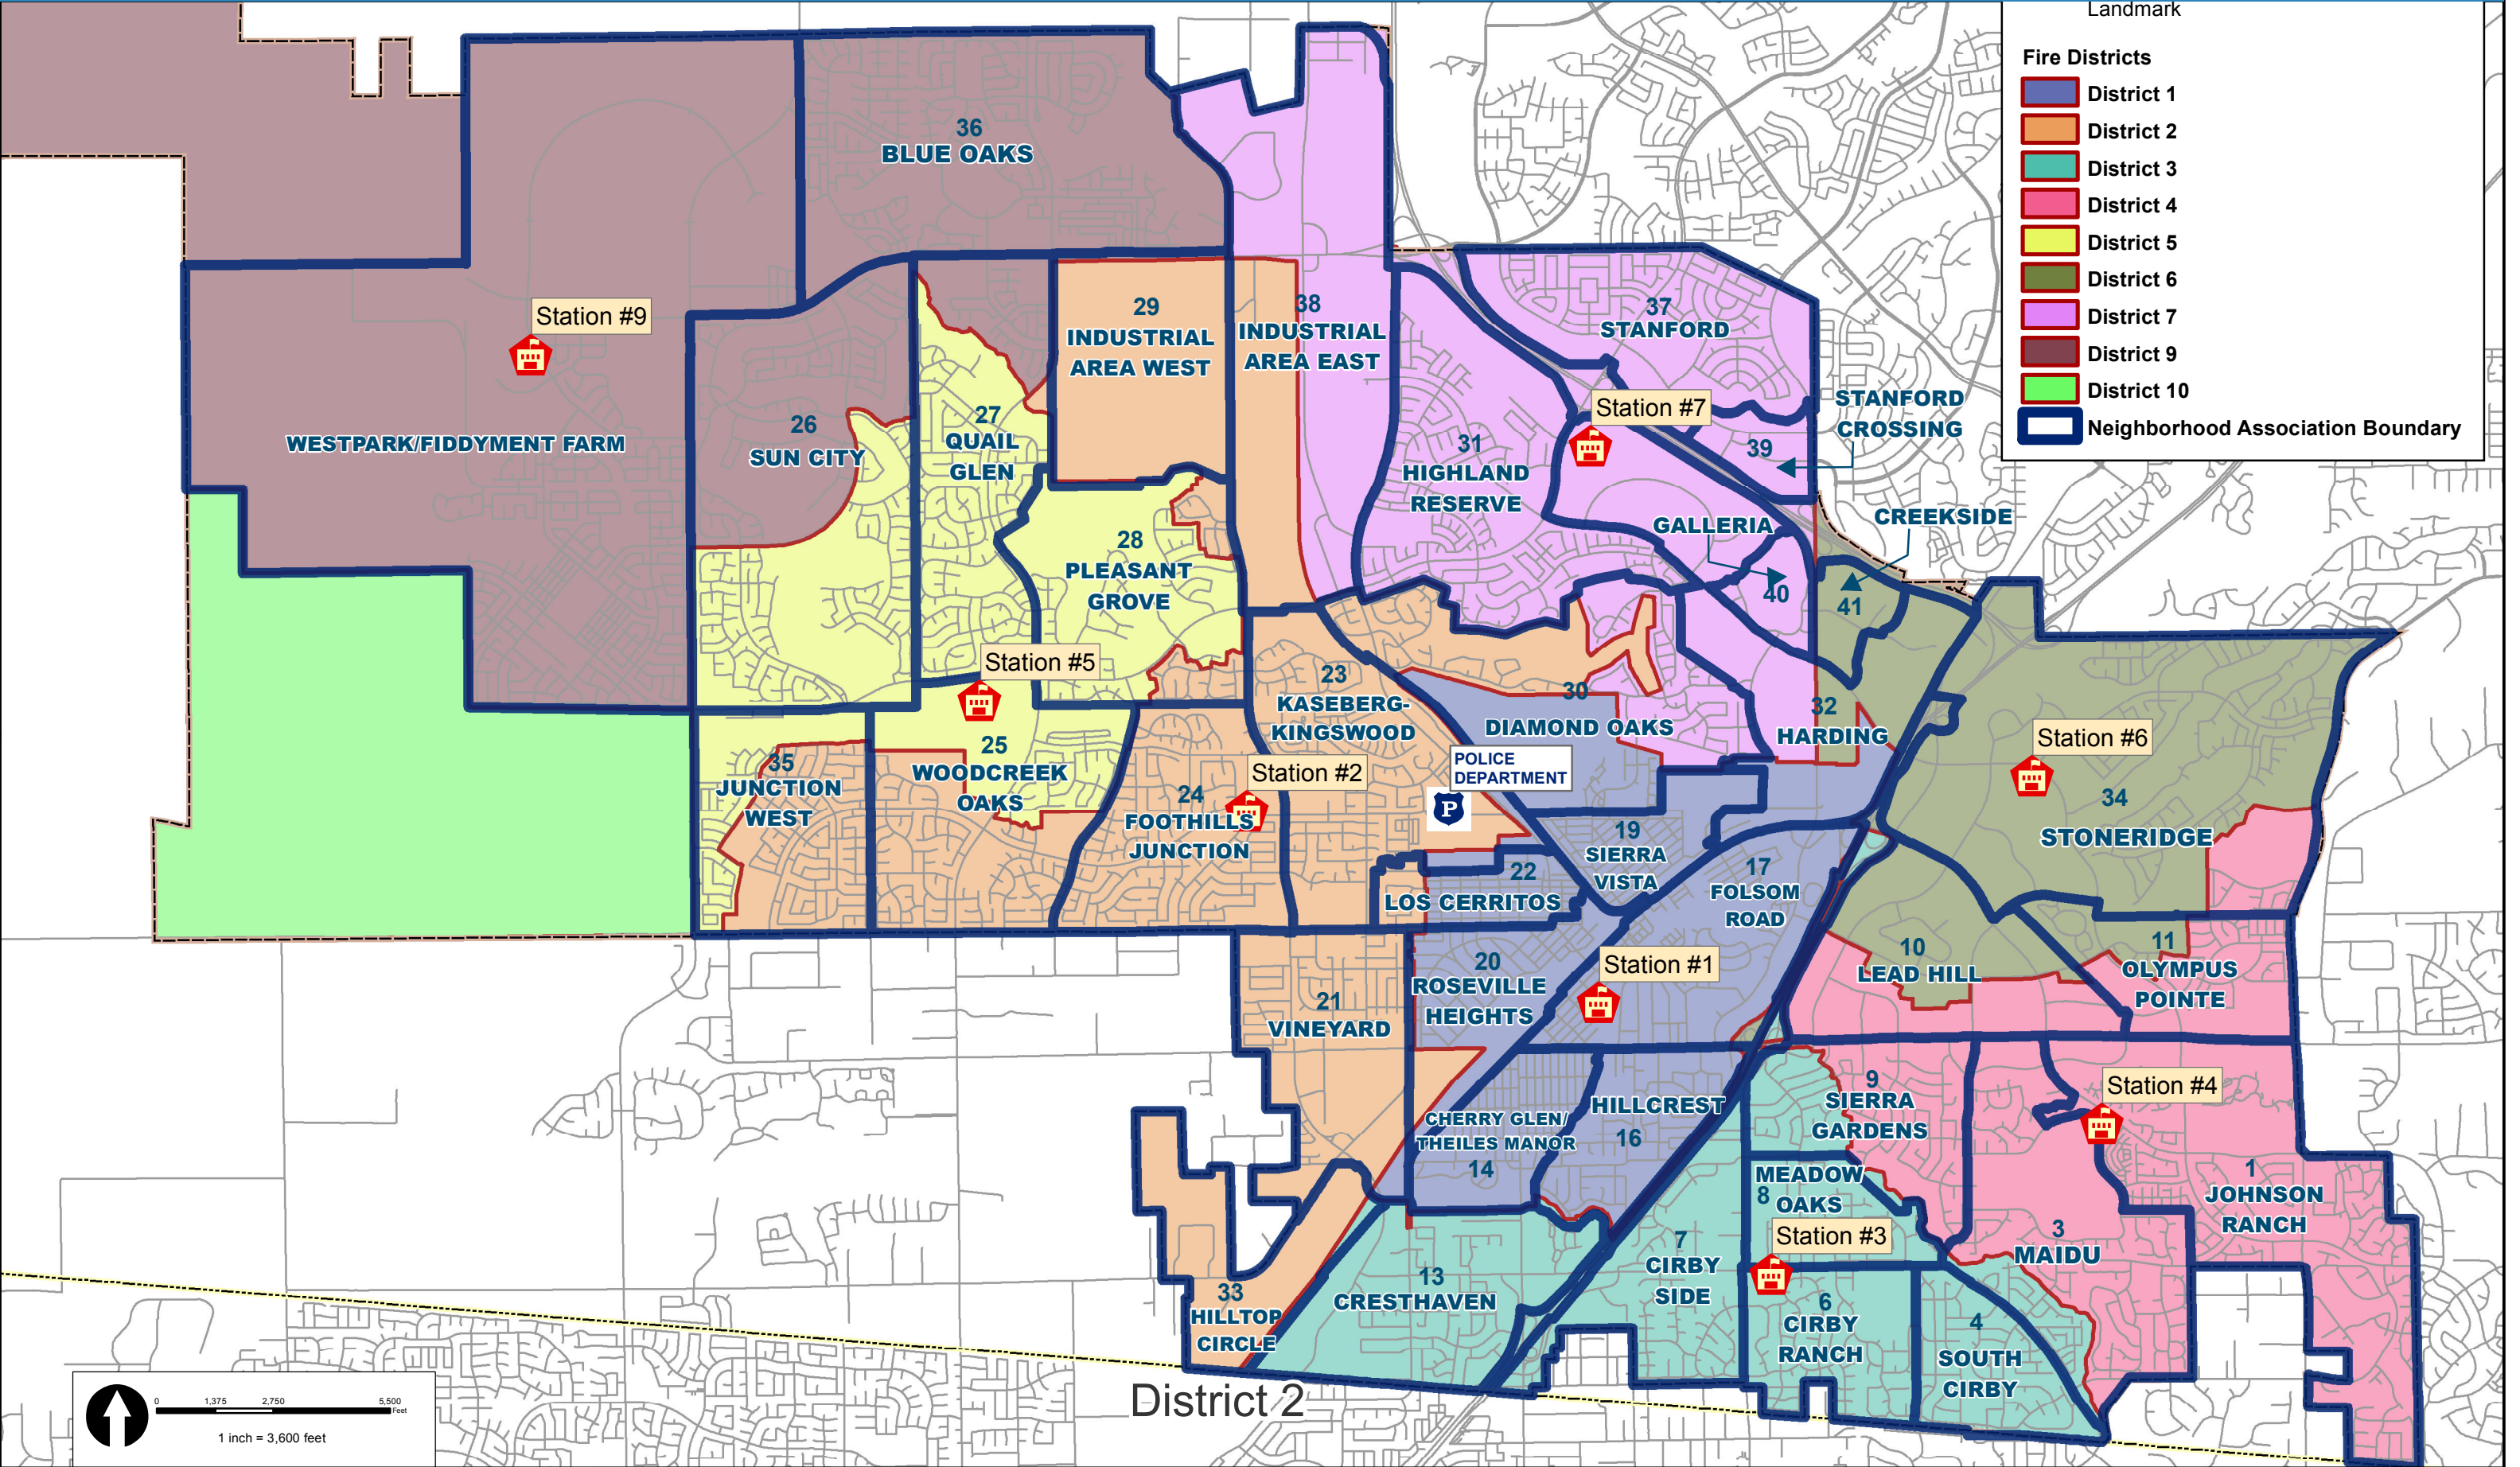 Landmark
Fire Districts
District 1
District 2
District 3
District 4
District 5
District 6
District 7
District 9
District 10
Neighborhood Association Boundary
36
BLUE OAKS
Station #9
WESTPARK/FIDDYMENT FARM
26
SUN CITY
27
QUAIL
GLEN
29
INDUSTRIAL
AREA WEST
38
INDUSTRIAL
AREA EAST
37
STANFORD
Station #7
STANFORD
CROSSING
39
31
HIGHLAND
RESERVE
GALLERIA
40
CREEKSIDE
41
28
PLEASANT
GROVE
Station #5
23
KASEBERG-
KINGSWOOD
30
DIAMOND OAKS
32
HARDING
Station #6
34
STONERIDGE
35
JUNCTION
WEST
25
WOODCREEK
OAKS
24
FOOTHILLS
JUNCTION
Station #2
POLICE
DEPARTMENT
P
19
SIERRA
VISTA
17
FOLSOM
ROAD
22
LOS CERRITOS
10
LEAD HILL
11
OLYMPUS
POINTE
20
ROSEVILLE
HEIGHTS
Station #1
21
VINEYARD
CHERRY GLEN/
THEILES MANOR
14
HILLCREST
16
9
SIERRA
GARDENS
Station #4
MEADOW
8
OAKS
Station #3
1
JOHNSON
RANCH
3
MAIDU
7
CIRBY
SIDE
13
CRESTHAVEN
33
HILLTOP
CIRCLE
6
CIRBY
RANCH
4
SOUTH
CIRBY
District 2
0 1,375 2,750 5,500
Feet
1 inch = 3,600 feet